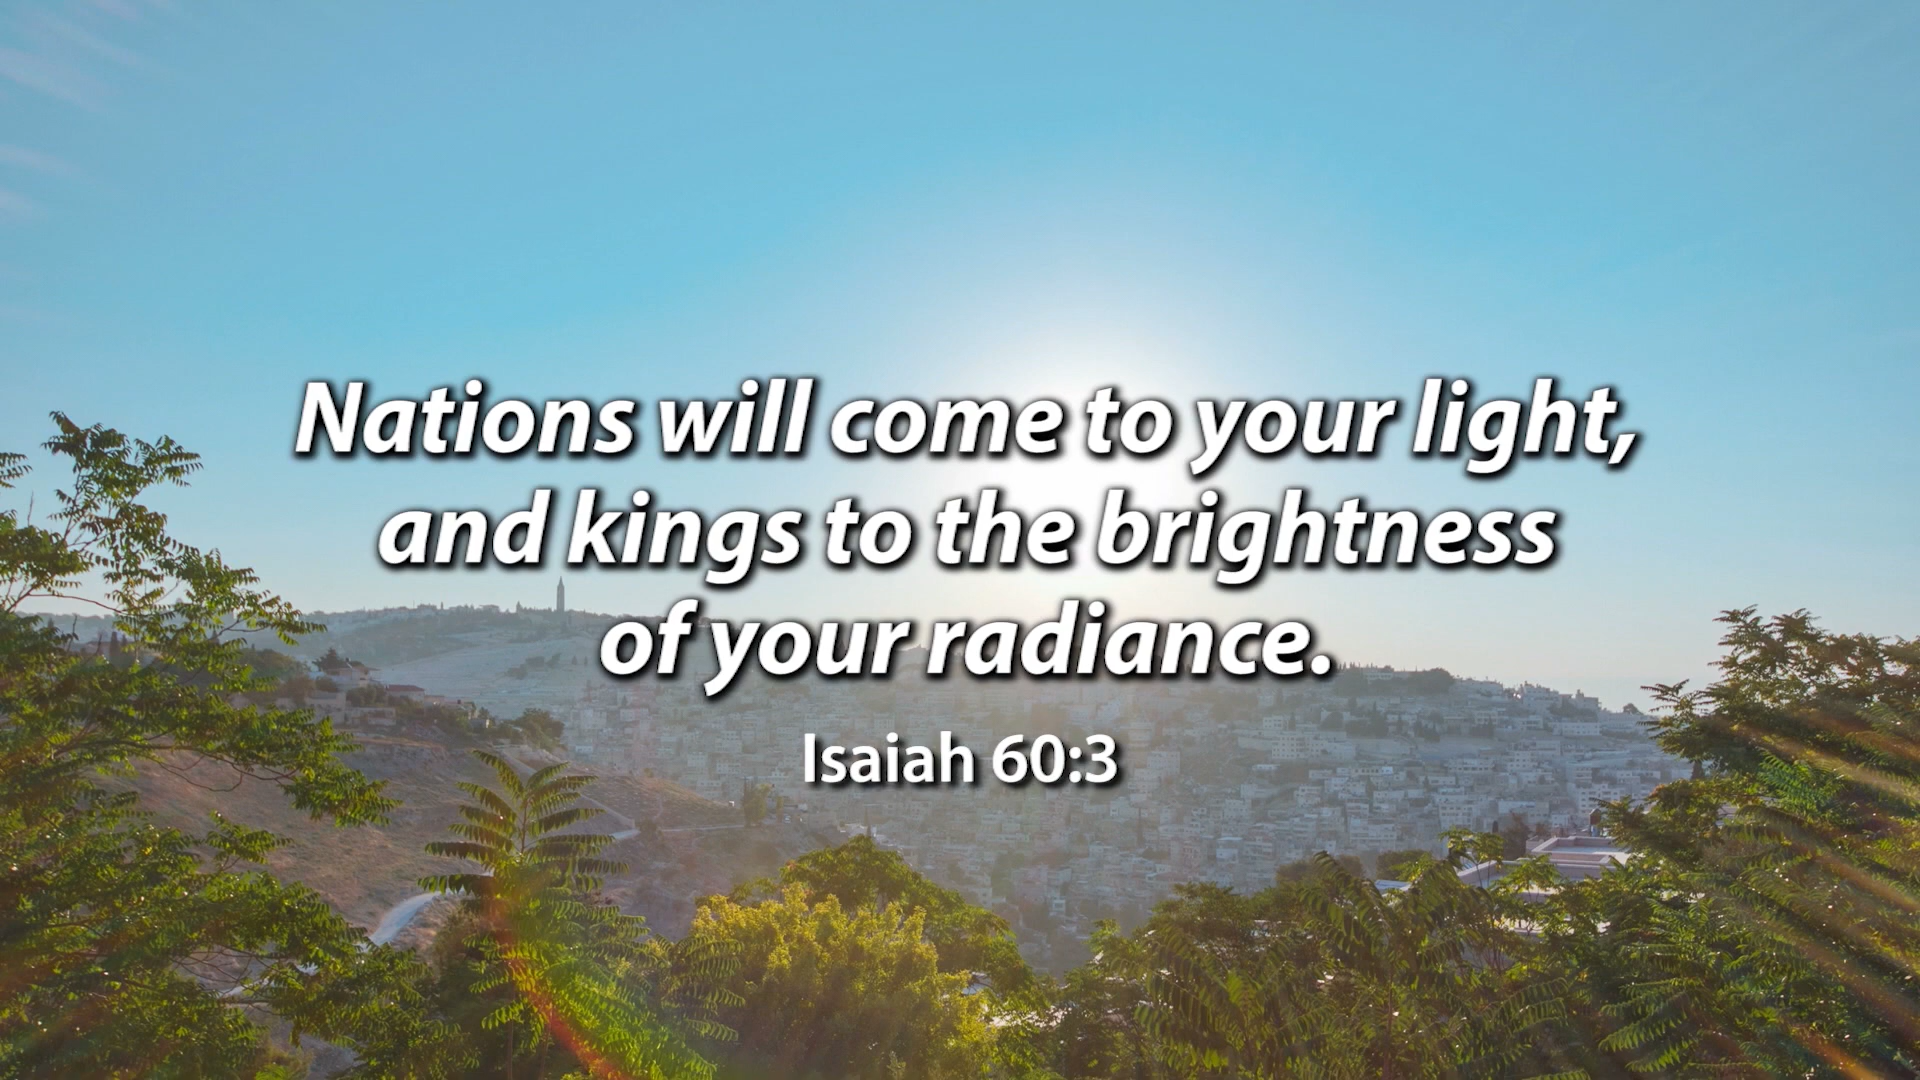 Nations will come to your light,
and kings to the brightness
of your radiance.
Isaiah 60:3